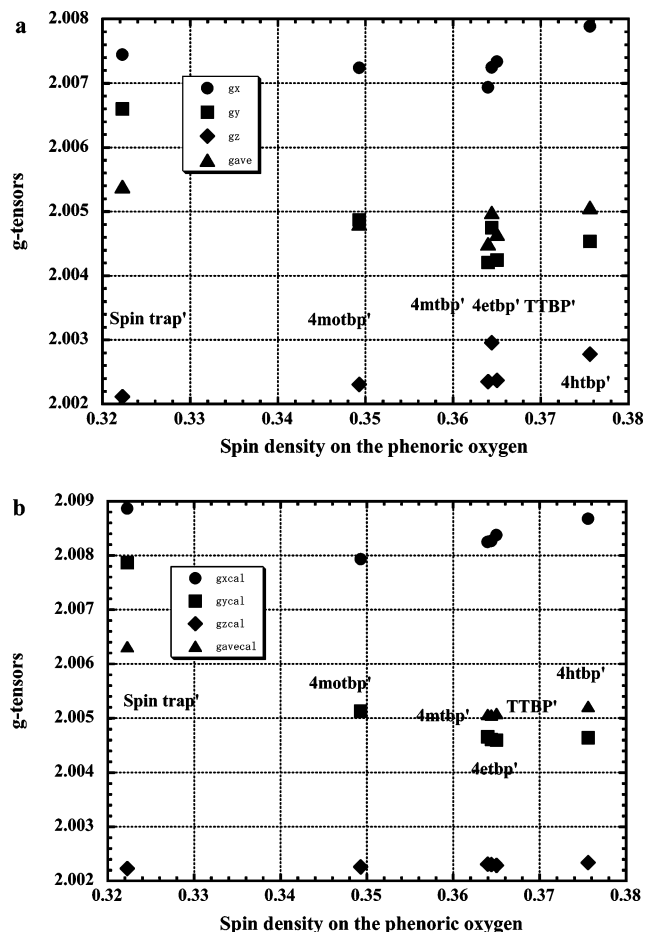 a
2.008
2.007
2.006
2.005
2.004
2.003
2.002
g-tensors
gx
gy
gz
gave
Spin trap'
4motbp'
4mtbp' 4etbp' TTBP'
4htbp'
0.32 0.33 0.34 0.35 0.36 0.37 0.38
Spin density on the phenoric oxygen
b
2.009
2.008
2.007
2.006
2.005
2.004
2.003
2.002
g-tensors
gxcal
gycal
gzcal
gavecal
4htbp'
4motbp'
Spin trap'
TTBP'
4mtbp'
4etbp'
0.32 0.33 0.34 0.35 0.36 0.37 0.38
Spin density on the phenoric oxygen